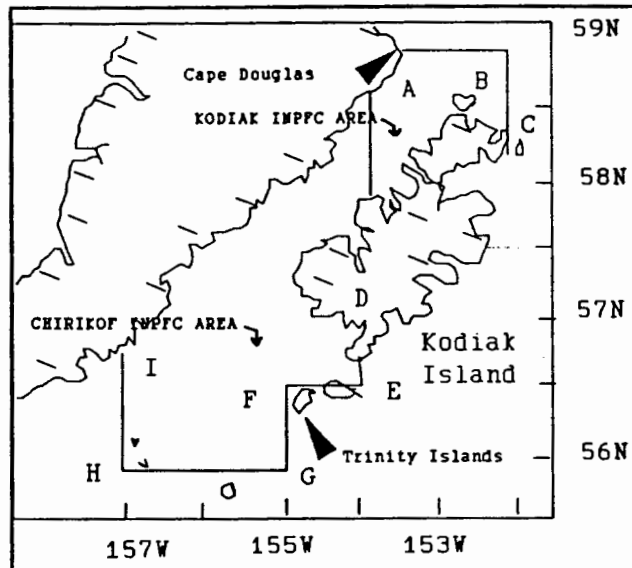 59N
Cape Douglas
A
B
KODIAK INPFC AREA
C
58N
D
57N
CHIRIKOF INPFC AREA
Kodiak
Island
I
F
E
H
G
Trinity Islands
56N
157W
155W
153W